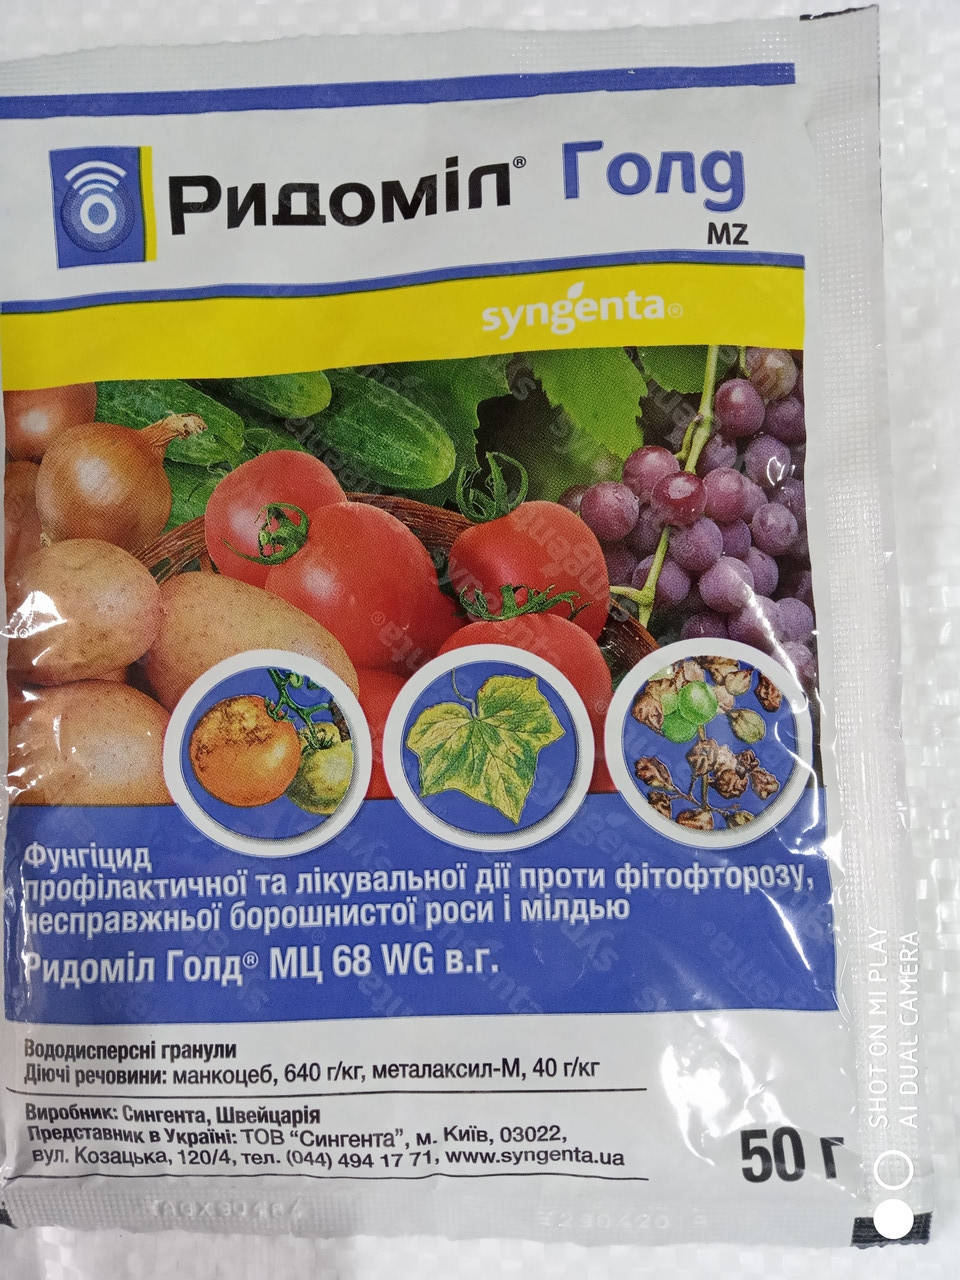 Ридоміл® Голд
MZ
syngenta®
Фунгіцид
профілактичної та лікувальної дії проти фітофторозу,
несправжньої борошнистої роси і мілдью
Ридоміл Голд® МЦ 68 WG в.г.
Вододисперсні гранули
Діючі речовини: манкоцеб, 640 г/кг, металаксил-М, 40 г/кг
Виробник: Сингента, Швейцарія
Представник в Україні: ТОВ "Сингента", м. Київ, 03022,
вул. Козацька, 120/4, тел. (044) 494 17 71, www.syngenta.ua
50 г
SHOT ON MI PLAY
AI DUAL CAMERA